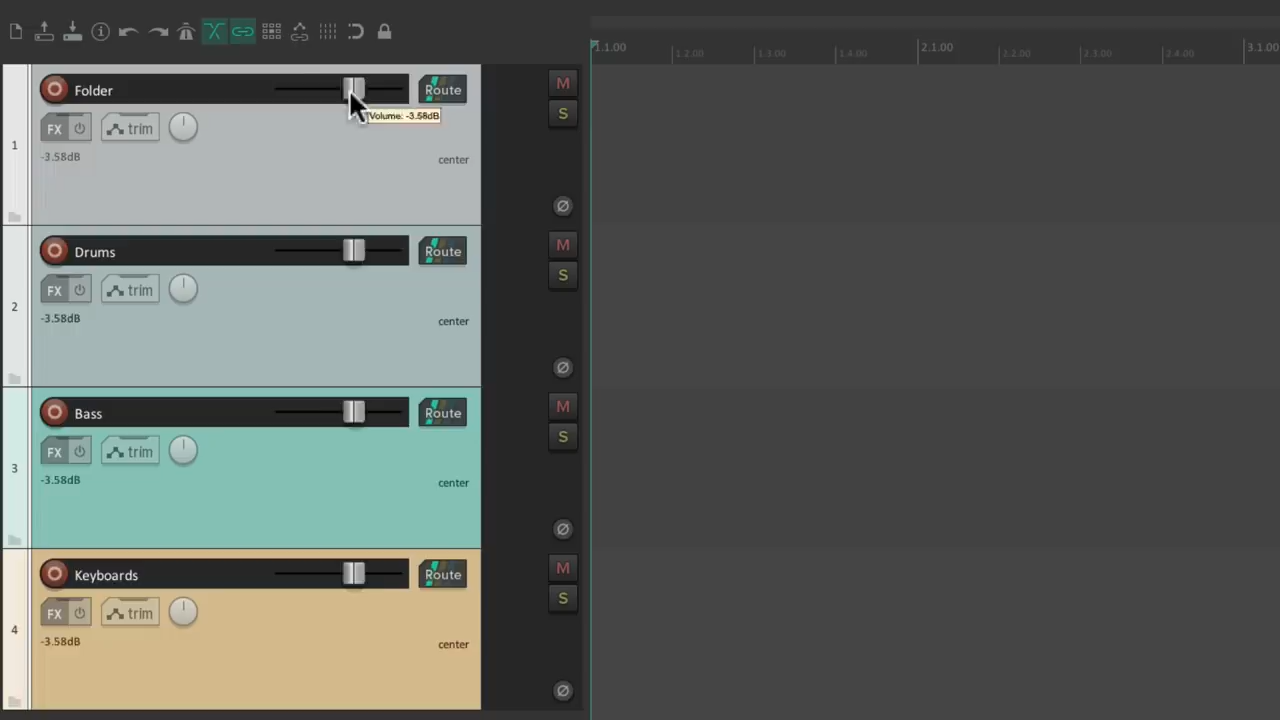 1.1.00
1.2.00
1.3.00
1.4.00
2.1.00
2.2.00
2.3.00
2.4.00
3.1.00
1
Folder
Route
M
Volume: -3.58dB
S
FX
trim
-3.58dB
center
2
Drums
Route
M
S
FX
trim
-3.58dB
center
3
Bass
Route
M
S
FX
trim
-3.58dB
center
4
Keyboards
Route
M
S
FX
trim
-3.58dB
center